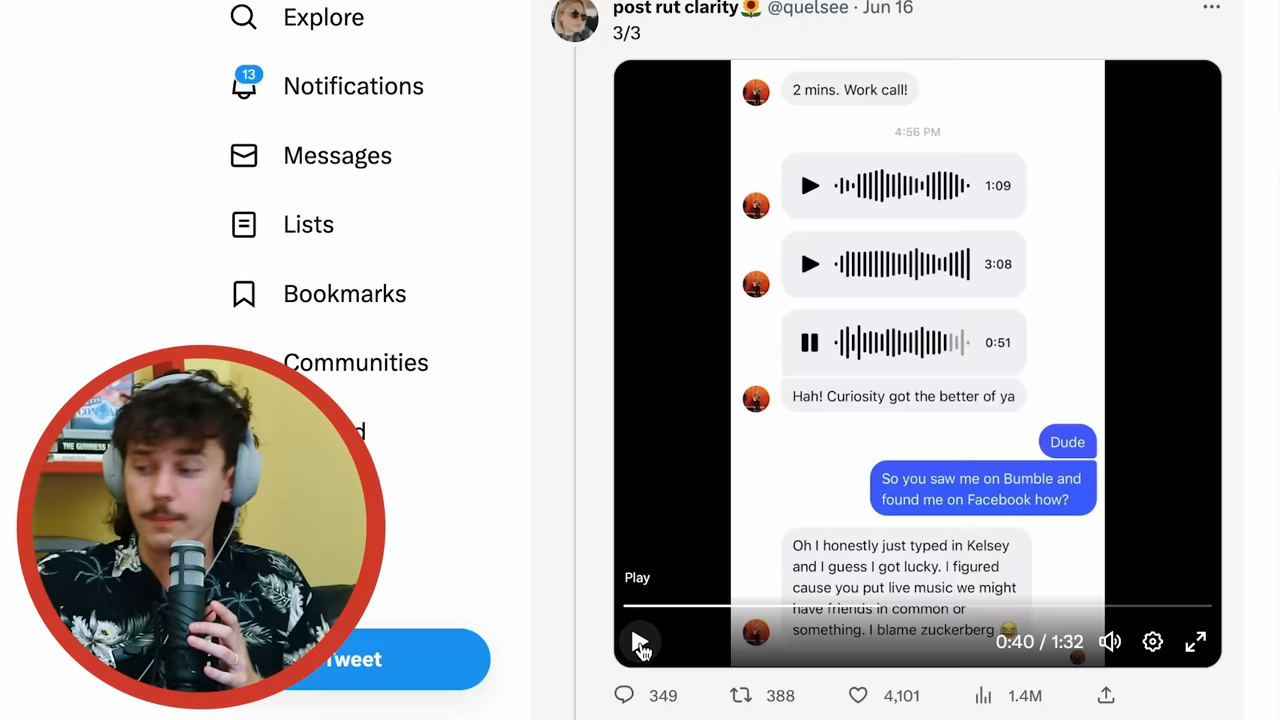 Explore
13
Notifications
Messages
Lists
Bookmarks
Communities
Tweet
post rut clarity🌻 @quelsee · Jun 16
3/3
2 mins. Work call!
4:56 PM
1:09
3:08
0:51
Hah! Curiosity got the better of ya
Dude
So you saw me on Bumble and
found me on Facebook how?
Oh I honestly just typed in Kelsey
and I guess I got lucky. I figured
cause you put live music we might
have friends in common or
something. I blame zuckerberg 😂
Play
0:40 / 1:32
349
388
4,101
1.4M
THE GUINNESS